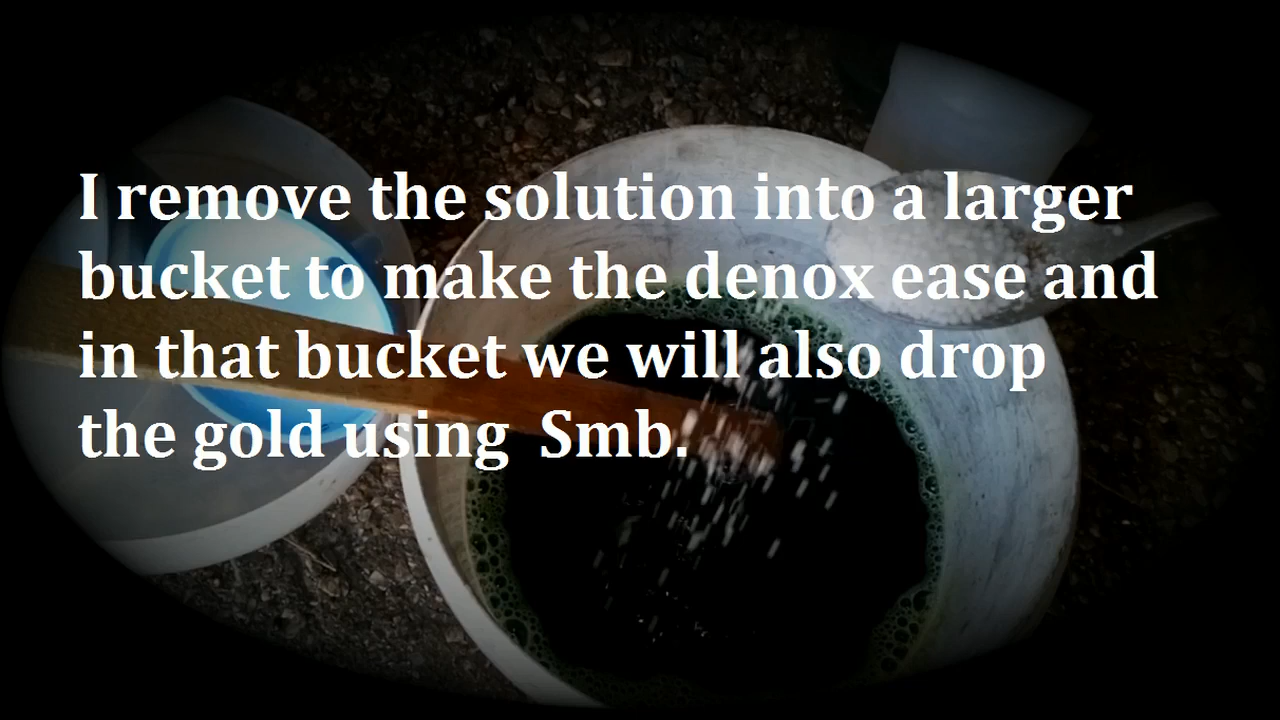 I remove the solution into a larger
bucket to make the denox ease and
in that bucket we will also drop
the gold using  Smb.